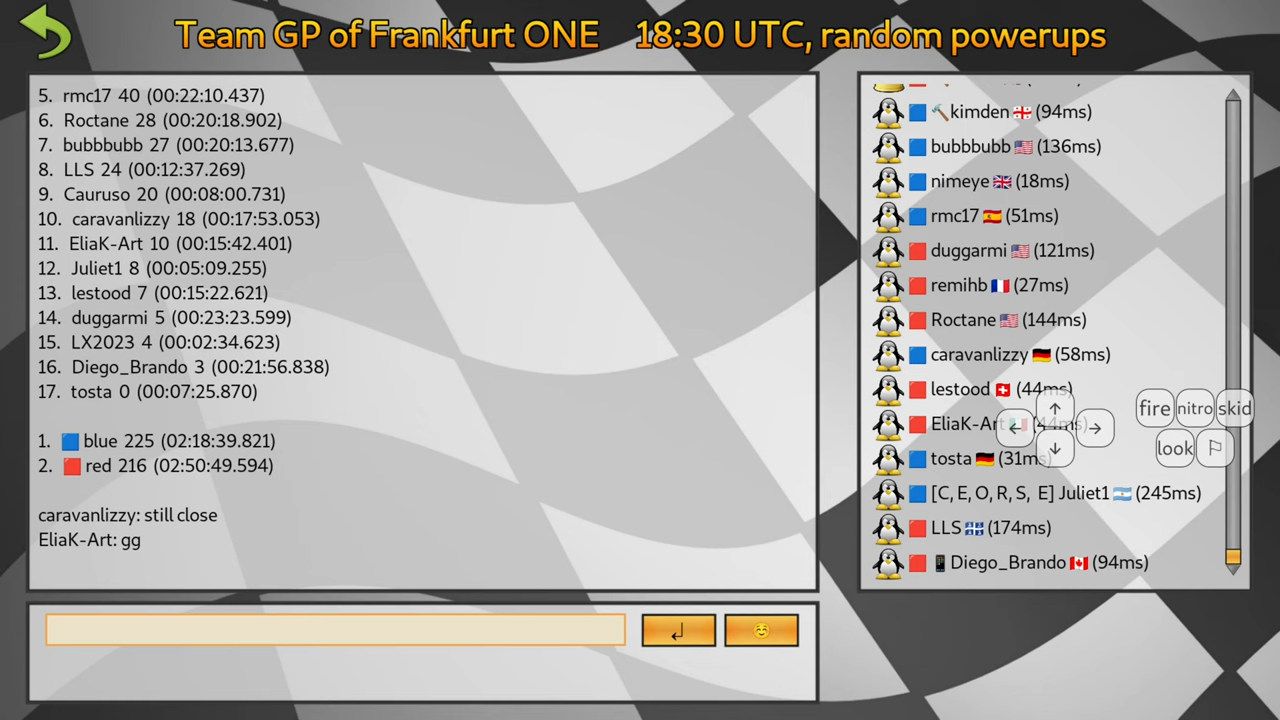 Team GP of Frankfurt ONE 18:30 UTC, random powerups
5. rmc17 40 (00:22:10.437)
6. Roctane 28 (00:20:18.902)
7. bubbbubb 27 (00:20:13.677)
8. LLS 24 (00:12:37.269)
9. Cauruso 20 (00:08:00.731)
10. caravanlizzy 18 (00:17:53.053)
11. EliaK-Art 10 (00:15:42.401)
12. Juliet1 8 (00:05:09.255)
13. lestood 7 (00:15:22.621)
14. duggarmi 5 (00:23:23.599)
15. LX2023 4 (00:02:34.623)
16. Diego_Brando 3 (00:21:56.838)
17. tosta 0 (00:07:25.870)
1. 🟦 blue 225 (02:18:39.821)
2. 🟥 red 216 (02:50:49.594)
caravanlizzy: still close
EliaK-Art: gg
🟦 🔨kimden 🇬🇪 (94ms)
🟦 bubbbubb 🇺🇸 (136ms)
🟦 nimeye 🇬🇧 (18ms)
🟦 rmc17 🇪🇸 (51ms)
🟥 duggarmi 🇺🇸 (121ms)
🟥 remihb 🇫🇷 (27ms)
🟥 Roctane 🇺🇸 (144ms)
🟦 caravanlizzy 🇩🇪 (58ms)
🟥 lestood 🇨🇭 (44ms)
🟥 EliaK-Art (44ms)
🟦 tosta 🇩🇪 (31ms)
🟦 [C, E, O, R, S, E] Juliet1 🇦🇷 (245ms)
🟥 LLS (174ms)
🟥 📱Diego_Brando 🇨🇦 (94ms)
fire nitro skid
look